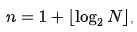 n = 1 + ⌊log₂ N⌋,